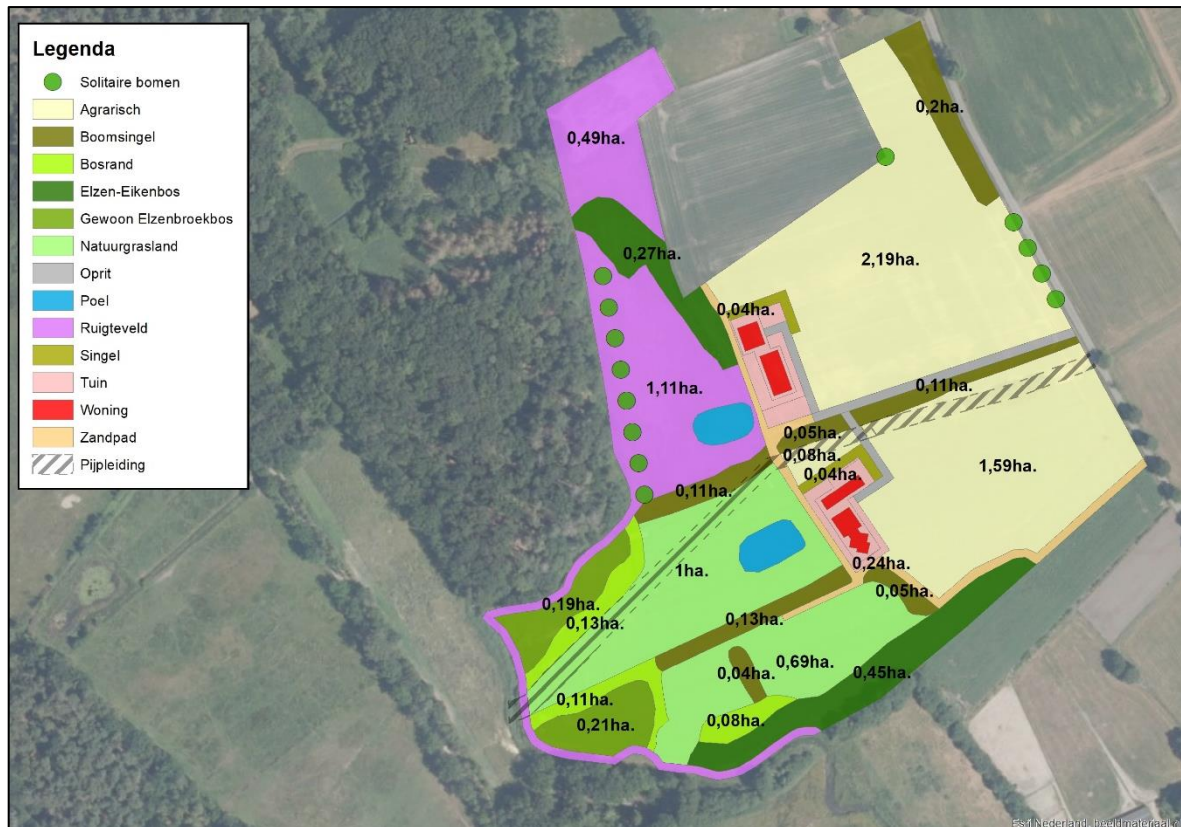 Legenda
Solitaire bomen
Agrarisch
Boomsingel
Bosrand
Elzen-Eikenbos
Gewoon Elzenbroekbos
Natuurgrasland
Oprit
Poel
Ruigteveld
Singel
Tuin
Woning
Zandpad
Pijpleiding
0,2ha.
0,49ha.
0,27ha.
2,19ha.
0,04ha.
1,11ha.
0,11ha.
0,05ha.
0,08ha.
0,04ha.
1,59ha.
0,11ha.
1ha.
0,24ha.
0,05ha.
0,19ha.
0,13ha.
0,13ha.
0,69ha.
0,04ha.
0,45ha.
0,11ha.
0,21ha.
0,08ha.
Esri Nederland, beeldmateriaal